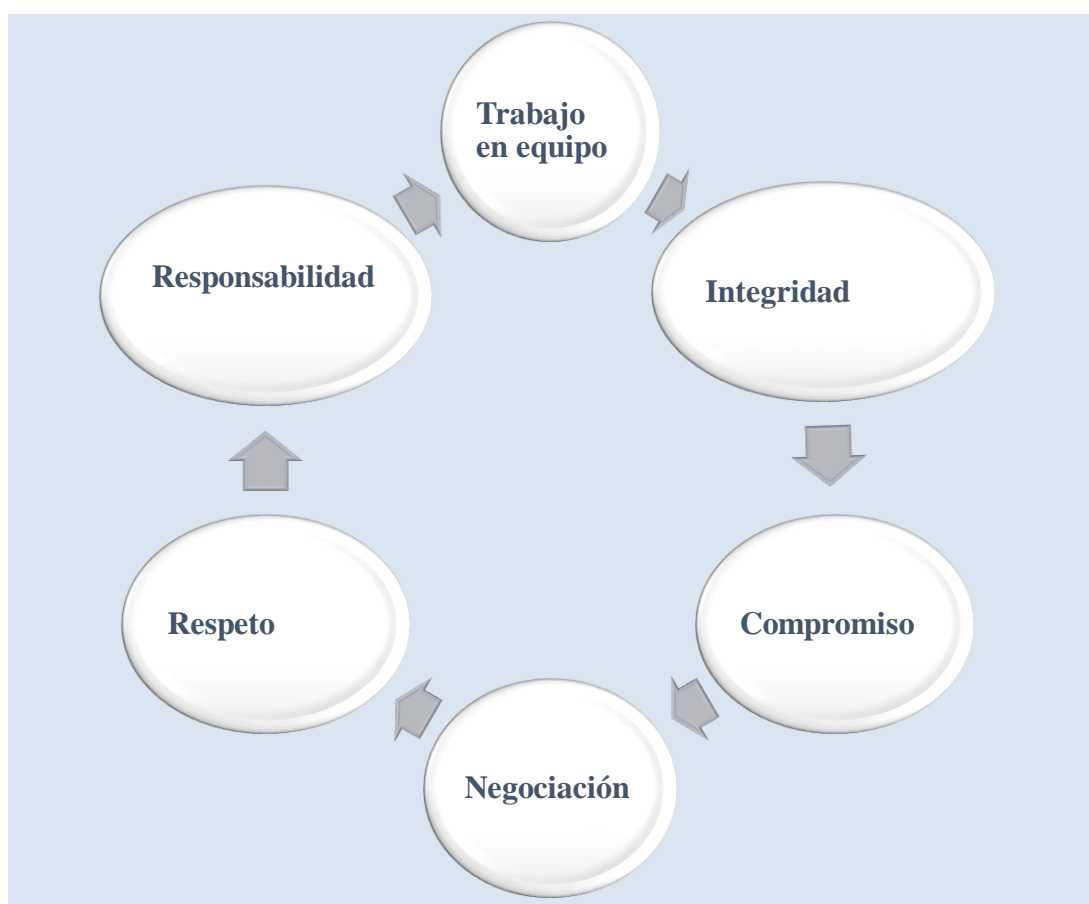 Trabajo
en equipo
Integridad
Compromiso
Negociación
Respeto
Responsabilidad